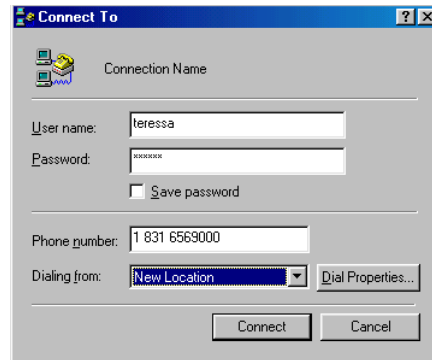 Connect To
Connection Name
User name: teressa
Password: xxxxxx
Save password
Phone number: 1 831 6569000
Dialing from: New Location Dial Properties...
Connect Cancel